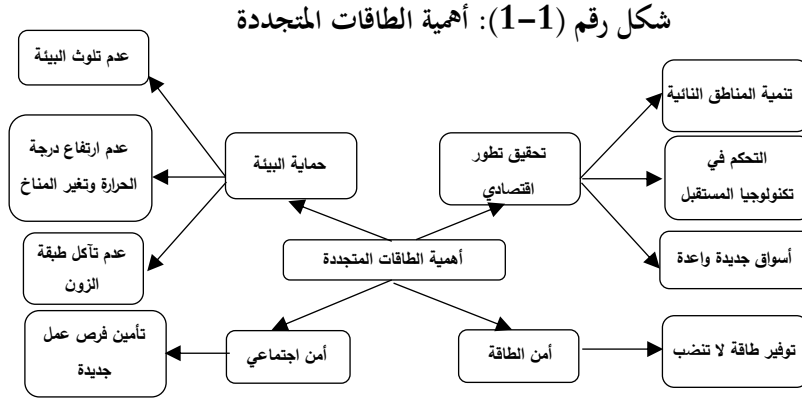 شكل رقم (1-1): أهمية الطاقات المتجددة
عدم تلوث البيئة
تنمية المناطق النائية
عدم ارتفاع درجة
الحرارة وتغير المناخ
حماية البيئة
تحقيق تطور
اقتصادي
التحكم في
تكنولوجيا المستقبل
عدم تآكل طبقة
الزون
أهمية الطاقات المتجددة
أسواق جديدة واعدة
تأمين فرص عمل
جديدة
أمن اجتماعي
أمن الطاقة
توفير طاقة لا تنضب